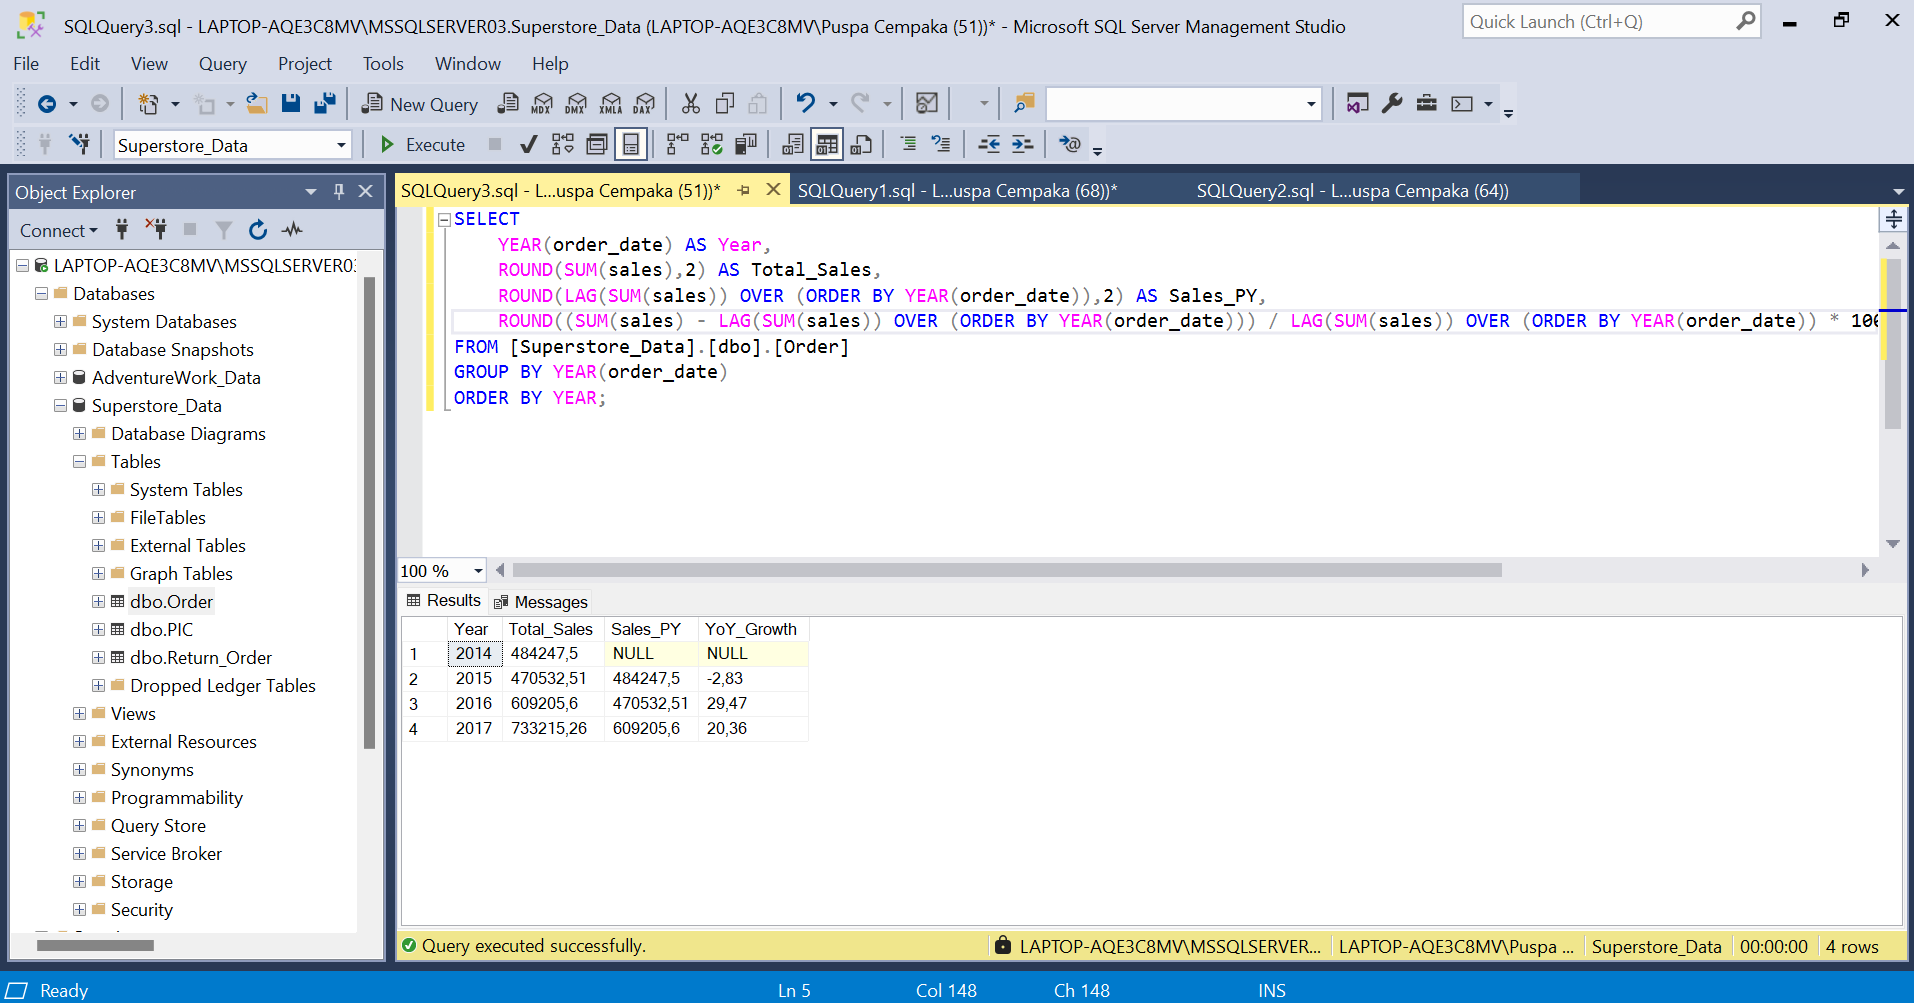 SQLQuery3.sql - LAPTOP-AQE3C8MV\MSSQLSERVER03.Superstore_Data (LAPTOP-AQE3C8MV\Puspa Cempaka (51))* - Microsoft SQL Server Management Studio
Quick Launch (Ctrl+Q)
File Edit View Query Project Tools Window Help
New Query MDX DMX XMLA DAX
Superstore_Data Execute
Object Explorer
Connect
LAPTOP-AQE3C8MV\MSSQLSERVER03
Databases
System Databases
Database Snapshots
AdventureWork_Data
Superstore_Data
Database Diagrams
Tables
System Tables
FileTables
External Tables
Graph Tables
dbo.Order
dbo.PIC
dbo.Return_Order
Dropped Ledger Tables
Views
External Resources
Synonyms
Programmability
Query Store
Service Broker
Storage
Security
SQLQuery3.sql - L...uspa Cempaka (51))* SQLQuery1.sql - L...uspa Cempaka (68))* SQLQuery2.sql - L...uspa Cempaka (64))
SELECT
YEAR(order_date) AS Year,
ROUND(SUM(sales),2) AS Total_Sales,
ROUND(LAG(SUM(sales)) OVER (ORDER BY YEAR(order_date)),2) AS Sales_PY,
ROUND((SUM(sales) - LAG(SUM(sales)) OVER (ORDER BY YEAR(order_date))) / LAG(SUM(sales)) OVER (ORDER BY YEAR(order_date)) * 100
FROM [Superstore_Data].[dbo].[Order]
GROUP BY YEAR(order_date)
ORDER BY YEAR;
100 %
Results Messages
Year Total_Sales Sales_PY YoY_Growth
1 2014 484247,5 NULL NULL
2 2015 470532,51 484247,5 -2,83
3 2016 609205,6 470532,51 29,47
4 2017 733215,26 609205,6 20,36
Query executed successfully. LAPTOP-AQE3C8MV\MSSQLSERVER... LAPTOP-AQE3C8MV\Puspa ... Superstore_Data 00:00:00 4 rows
Ready Ln 5 Col 148 Ch 148 INS